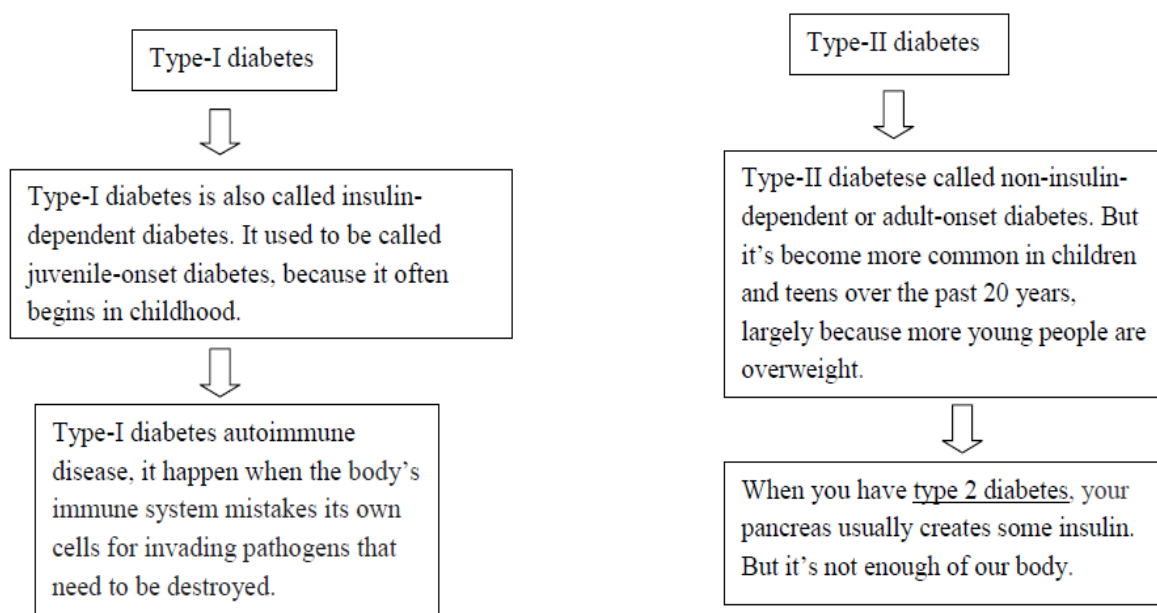 Type-I diabetes
Type-I diabetes is also called insulin-
dependent diabetes. It used to be called
juvenile-onset diabetes, because it often
begins in childhood.
Type-I diabetes autoimmune
disease, it happen when the body's
immune system mistakes its own
cells for invading pathogens that
need to be destroyed.
Type-II diabetes
Type-II diabetese called non-insulin-
dependent or adult-onset diabetes. But
it's become more common in children
and teens over the past 20 years,
largely because more young people are
overweight.
When you have type 2 diabetes, your
pancreas usually creates some insulin.
But it's not enough of our body.